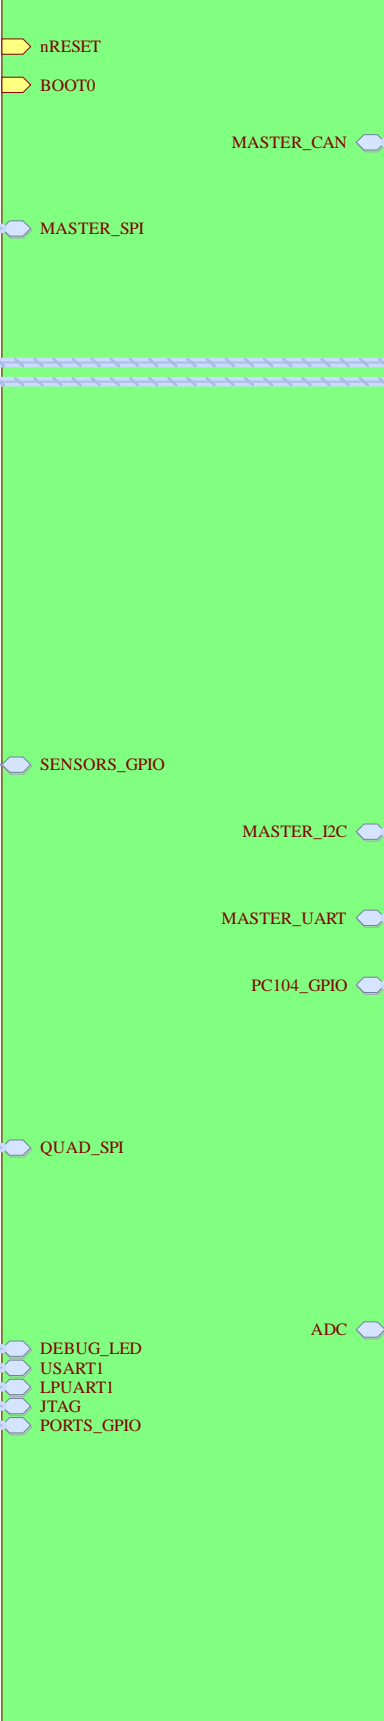 nRESET
BOOT0
MASTER_CAN
MASTER_SPI
SENSORS_GPIO
MASTER_I2C
MASTER_UART
PC104_GPIO
QUAD_SPI
ADC
DEBUG_LED
USART1
LPUART1
JTAG
PORTS_GPIO